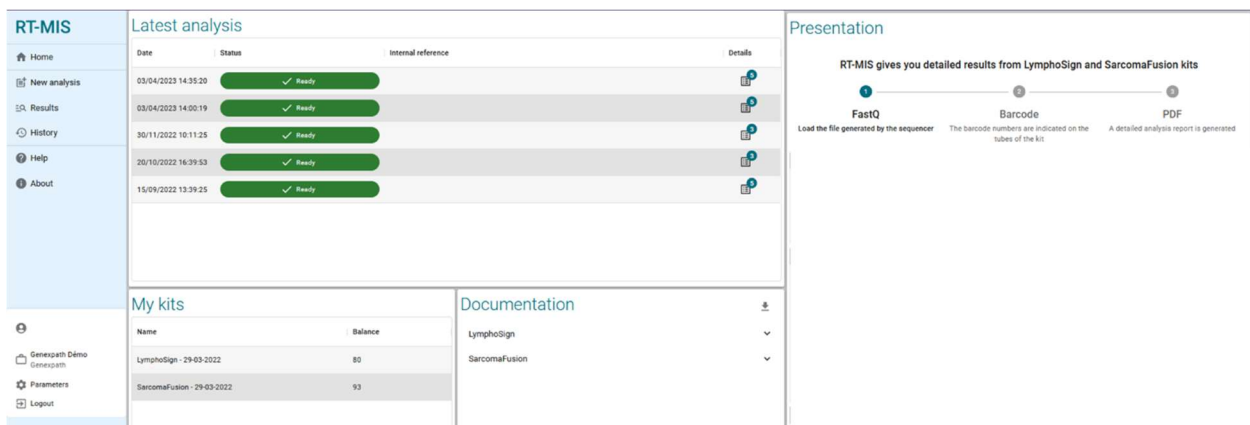 RT-MIS
Home
New analysis
Results
History
Help
About
Genexpath Démo
Genexpath
Parameters
Logout
Latest analysis
Date Status Internal reference Details
03/04/2023 14:35:20 Ready 5
03/04/2023 14:00:19 Ready 5
30/11/2022 10:11:25 Ready 3
20/10/2022 16:39:53 Ready 3
15/09/2022 13:39:25 Ready 5
My kits
Name Balance
LymphoSign - 29-03-2022 80
SarcomaFusion - 29-03-2022 93
Documentation
LymphoSign
SarcomaFusion
Presentation
RT-MIS gives you detailed results from LymphoSign and SarcomaFusion kits
1 2 3
FastQ Barcode PDF
Load the file generated by the sequencer The barcode numbers are indicated on the A detailed analysis report is generated
tubes of the kit